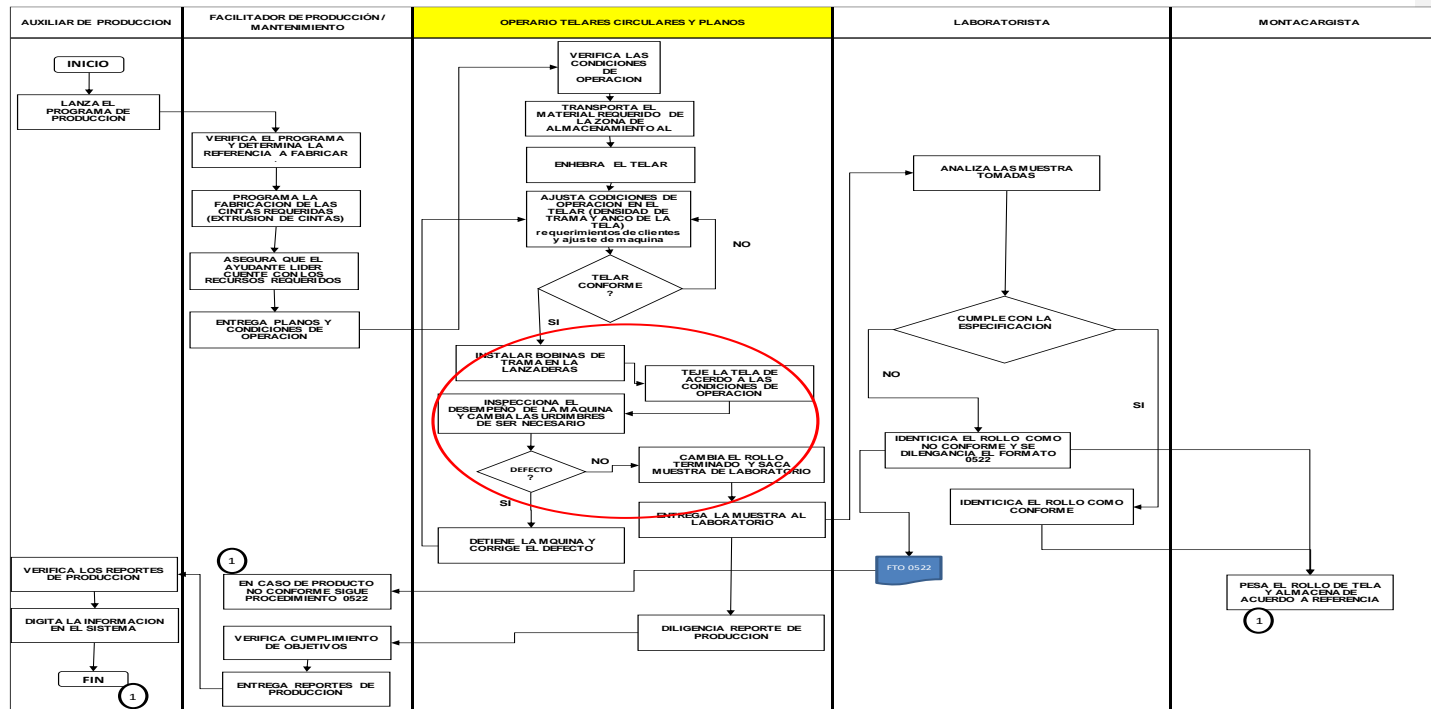 AUXILIAR DE PRODUCCION
FACILITADOR DE PRODUCCIÓN /
MANTENIMIENTO
OPERARIO TELARES CIRCULARES Y PLANOS
LABORATORISTA
MONTACARGISTA
INICIO
LANZA EL
PROGRAMA DE
PRODUCCION
VERIFICA EL PROGRAMA
Y DETERMINA LA
REFERENCIA A FABRICAR
.
PROGRAMA LA
FABRICACION DE LAS
CINTAS REQUERIDAS
(EXTRUSION DE CINTAS)
ASEGURA QUE EL
AYUDANTE LIDER
CUENTE CON LOS
RECURSOS REQUERIDOS
ENTREGA PLANOS Y
CONDICIONES DE
OPERACION
VERIFICA LAS
CONDICIONES
DE
OPERACION
TRANSPORTA EL
MATERIAL REQUERIDO DE
LA ZONA DE
ALMACENAMIENTO AL
ENHEBRA EL TELAR
AJUSTA CODICIONES DE
OPERACION EN EL
TELAR (DENSIDAD DE
TRAMA Y ANCO DE LA
TELA)
requerimientos de clientes
y ajuste de maquina
NO
TELAR
CONFORME
?
SI
INSTALAR BOBINAS DE
TRAMA EN LA
LANZADERAS
TEJE LA TELA DE
ACERDO A LAS
CONDICIONES DE
OPERACIÓN
INSPECCIONA EL
DESEMPEÑO DE LA MAQUINA
Y CAMBIA LAS URDIMBRES
DE SER NECESARIO
DEFECTO
?
NO
SI
CAMBIA EL ROLLO
TERMINADO Y SACA
MUESTRA DE LABORATORIO
ENTREGA LA MUESTRA AL
LABORATORIO
DETIENE LA MQUINA Y
CORRIGE EL DEFECTO
DILIGENCIA REPORTE DE
PRODUCCION
ANALIZA LAS MUESTRA
TOMADAS
CUMPLE CON LA
ESPECIFICACION
NO
SI
IDENTICICA EL ROLLO COMO
NO CONFORME Y SE
DILENGANCIA EL FORMATO
0522
IDENTICICA EL ROLLO COMO
CONFORME
FTO 0522
PESA EL ROLLO DE TELA
Y ALMACENA DE
ACUERDO A REFERENCIA
1
1
EN CASO DE PRODUCTO
NO CONFORME SIGUE
PROCEDIMIENTO 0522
VERIFICA CUMPLIMIENTO
DE OBJETIVOS
ENTREGA REPORTES DE
PRODUCCION
VERIFICA LOS REPORTES
DE PRODUCCION
DIGITA LA INFORMACION
EN EL SISTEMA
FIN
1